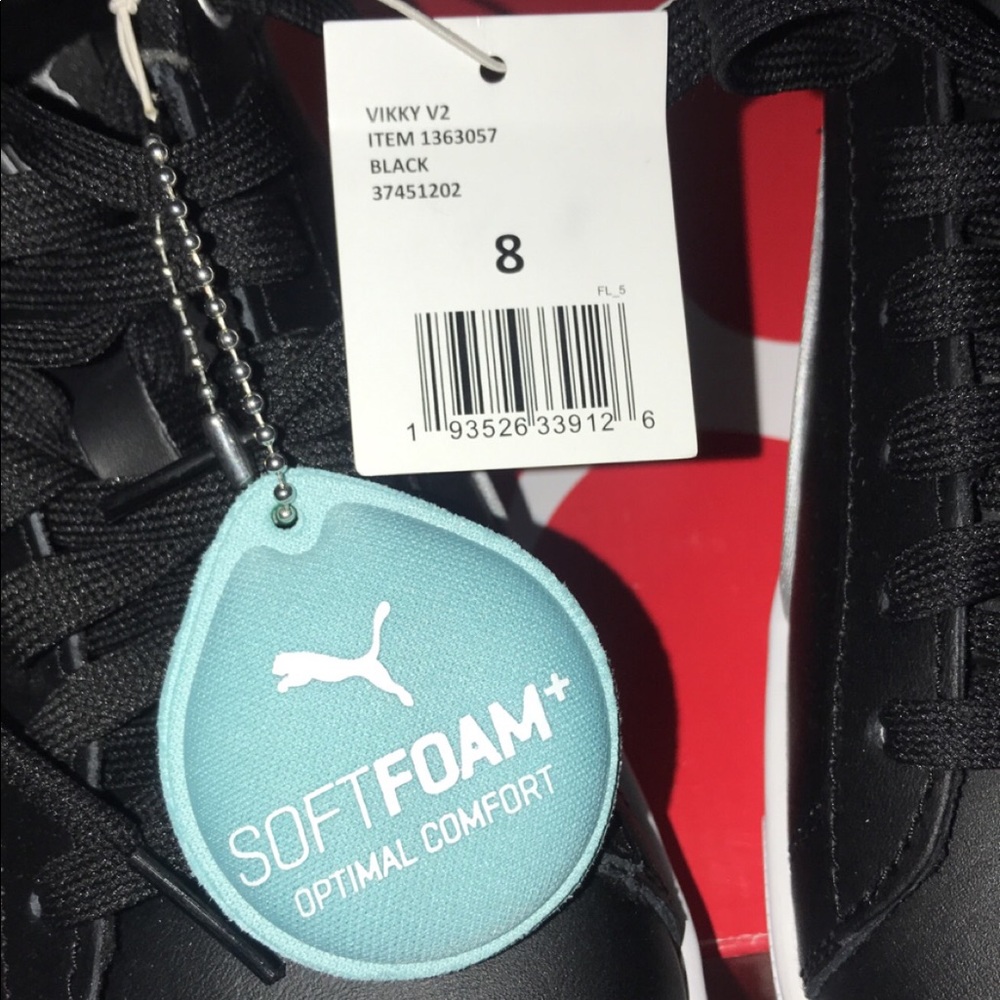 VIKKY V2
ITEM 1363057
BLACK
37451202
8
FL_5
1 93526 33912 6
SOFTFOAM+
OPTIMAL COMFORT